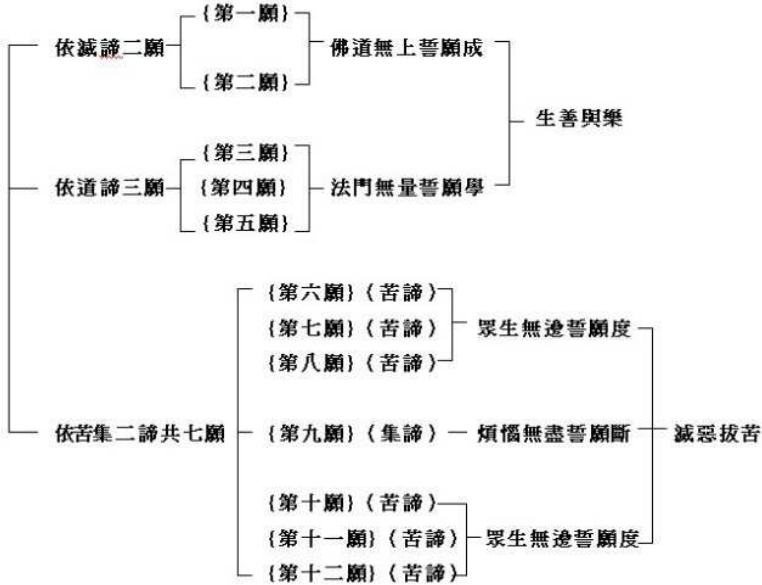 {第一願}
依滅諦二願
佛道無上誓願成
{第二願}
生善與樂
{第三願}
依道諦三願
{第四願}
法門無量誓願學
{第五願}
{第六願}（苦諦）
{第七願}（苦諦）
眾生無邊誓願度
{第八願}（苦諦）
依苦集二諦共七願
{第九願}（集諦）
煩惱無盡誓願斷
滅惡拔苦
{第十願}（苦諦）
{第十一願}（苦諦）
眾生無邊誓願度
{第十二願}（苦諦）